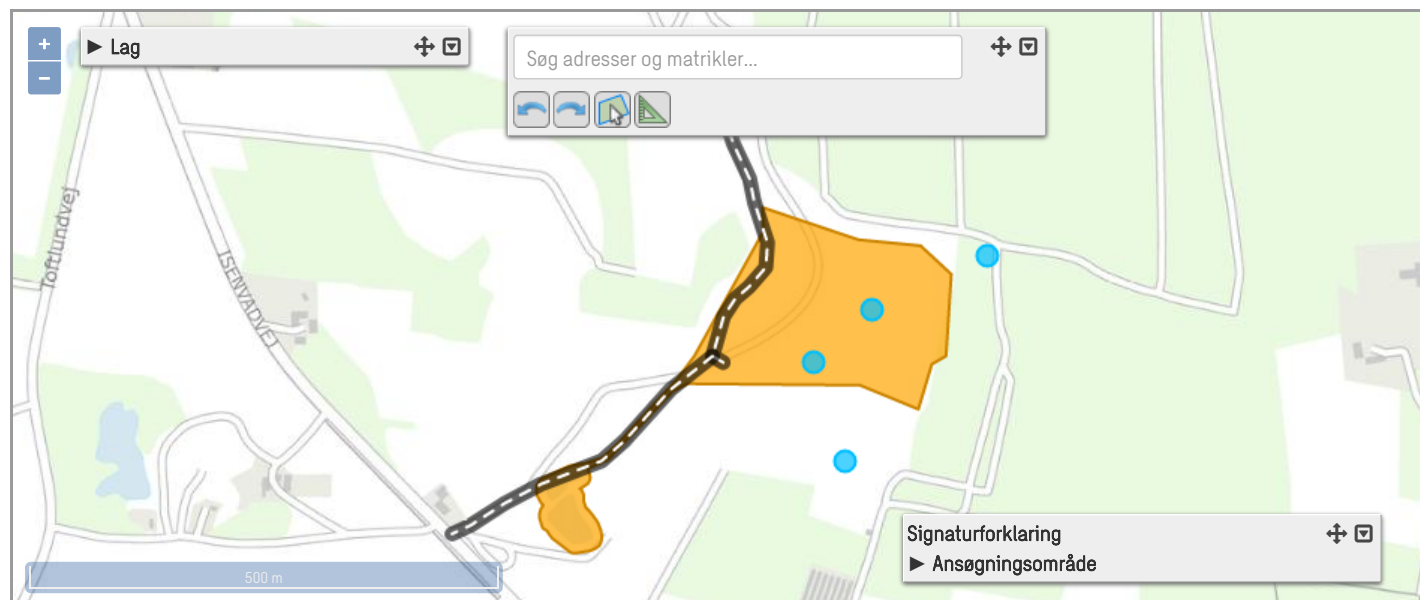 +
Lag
Søg adresser og matrikler...
−
Toftlundvej
ISENVADVEJ
Signaturforklaring
Ansøgningsområde
500 m